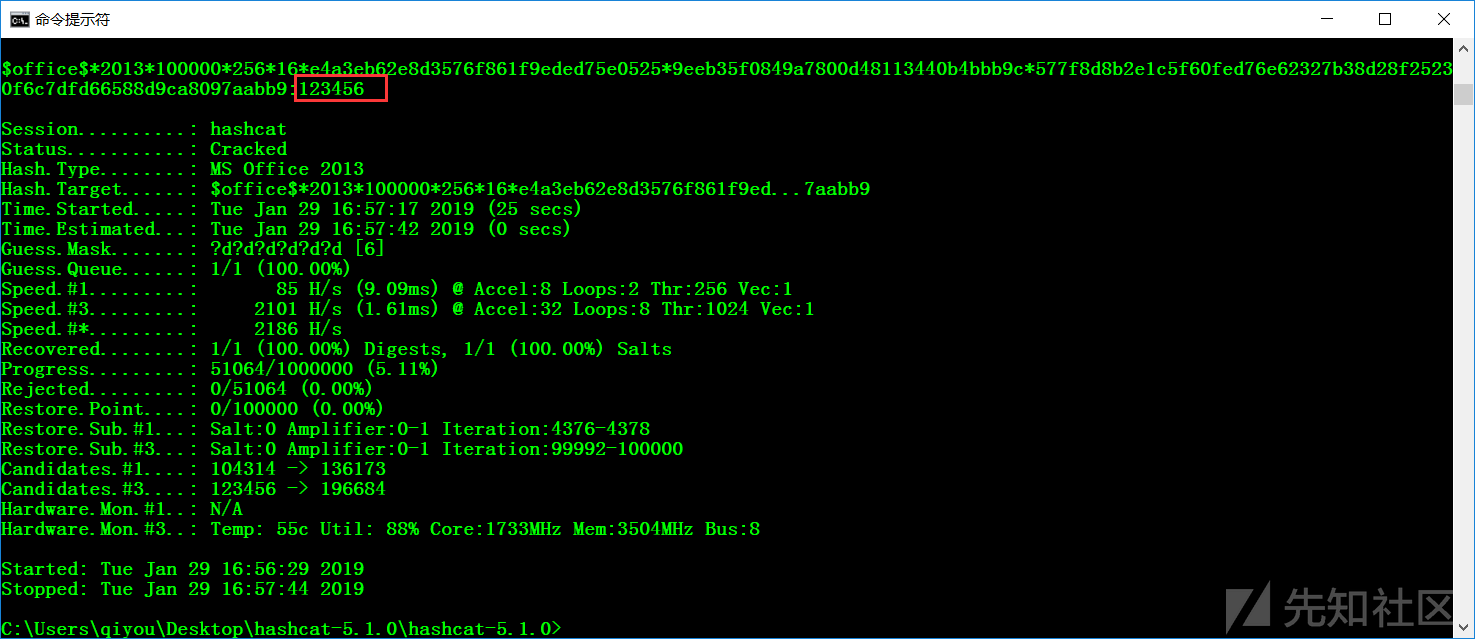 命令提示符
$office$*2013*100000*256*16*e4a3eb62e8d3576f861f9eded75e0525*9eeb35f0849a7800d48113440b4bbb9c*577f8d8b2e1c5f60fed76e62327b38d28f2523
0f6c7dfd66588d9ca8097aabb9:123456
Session..........: hashcat
Status...........: Cracked
Hash.Type........: MS Office 2013
Hash.Target......: $office$*2013*100000*256*16*e4a3eb62e8d3576f861f9ed...7aabb9
Time.Started.....: Tue Jan 29 16:57:17 2019 (25 secs)
Time.Estimated...: Tue Jan 29 16:57:42 2019 (0 secs)
Guess.Mask.......: ?d?d?d?d?d?d [6]
Guess.Queue......: 1/1 (100.00%)
Speed.#1.........:       85 H/s (9.09ms) @ Accel:8 Loops:2 Thr:256 Vec:1
Speed.#3.........:     2101 H/s (1.61ms) @ Accel:32 Loops:8 Thr:1024 Vec:1
Speed.#*.........:     2186 H/s
Recovered........: 1/1 (100.00%) Digests, 1/1 (100.00%) Salts
Progress.........: 51064/1000000 (5.11%)
Rejected.........: 0/51064 (0.00%)
Restore.Point....: 0/100000 (0.00%)
Restore.Sub.#1...: Salt:0 Amplifier:0-1 Iteration:4376-4378
Restore.Sub.#3...: Salt:0 Amplifier:0-1 Iteration:99992-100000
Candidates.#1....: 104314 -> 136173
Candidates.#3....: 123456 -> 196684
Hardware.Mon.#1..: N/A
Hardware.Mon.#3..: Temp: 55c Util: 88% Core:1733MHz Mem:3504MHz Bus:8
Started: Tue Jan 29 16:56:29 2019
Stopped: Tue Jan 29 16:57:44 2019
C:\Users\qiyou\Desktop\hashcat-5.1.0\hashcat-5.1.0>
先知社区